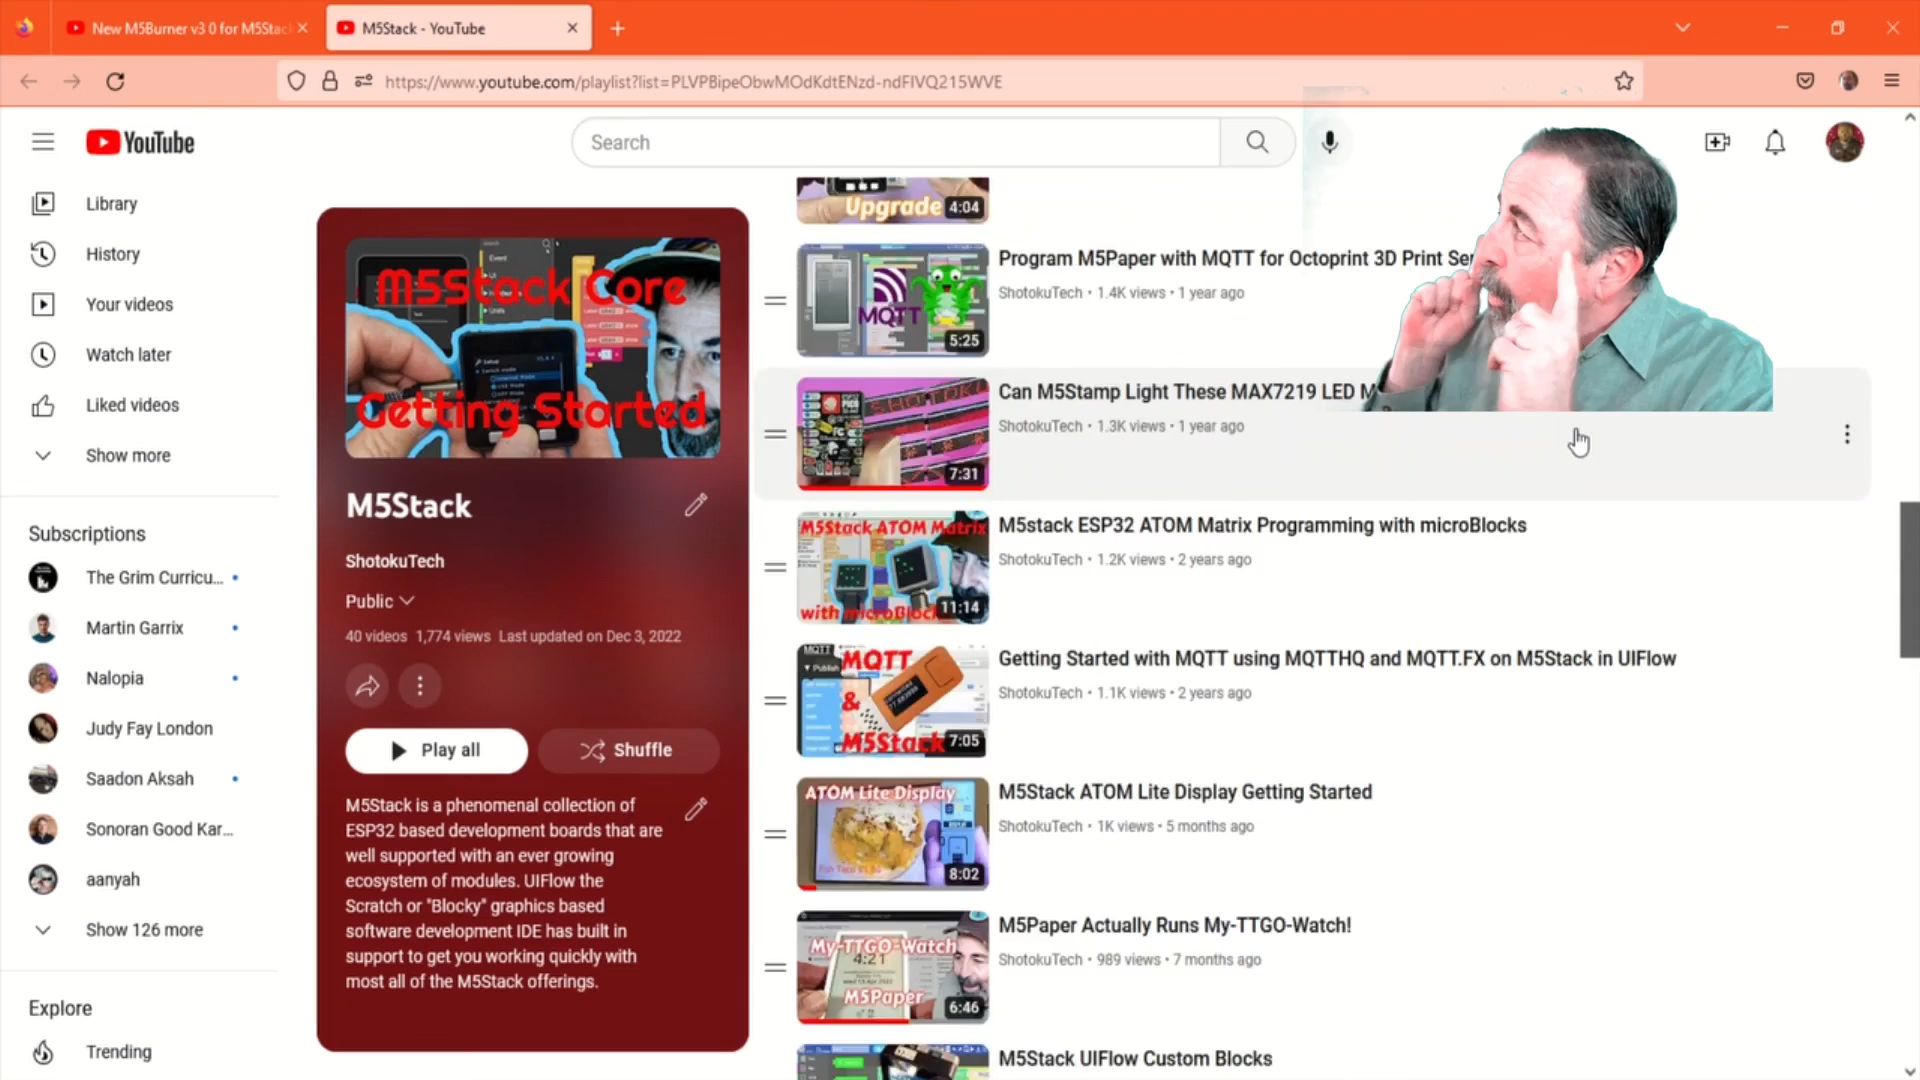 New M5Burner v3 0 for M5Stac
M5Stack - YouTube
https://www.youtube.com/playlist?list=PLVPBipeObwMOdKdtENzd-ndFIVQ215WVE
YouTube
Search
Library
History
Your videos
Watch later
Liked videos
Show more
Subscriptions
The Grim Curricu...
Martin Garrix
Nalopia
Judy Fay London
Saadon Aksah
Sonoran Good Kar...
aanyah
Show 126 more
Explore
Trending
M5Stack Core
Getting Started
M5Stack
ShotokuTech
Public
40 videos 1,774 views Last updated on Dec 3, 2022
Play all
Shuffle
M5Stack is a phenomenal collection of
ESP32 based development boards that are
well supported with an ever growing
ecosystem of modules. UIFlow the
Scratch or "Blocky" graphics based
software development IDE has built in
support to get you working quickly with
most all of the M5Stack offerings.
Upgrade
4:04
MQTT
5:25
Program M5Paper with MQTT for Octoprint 3D Print Ser
ShotokuTech • 1.4K views • 1 year ago
7:31
Can M5Stamp Light These MAX7219 LED M
ShotokuTech • 1.3K views • 1 year ago
M5Stack ATOM Matrix
with microBlock
11:14
M5stack ESP32 ATOM Matrix Programming with microBlocks
ShotokuTech • 1.2K views • 2 years ago
MQTT
Publish
MQTT
&
M5Stack
7:05
Getting Started with MQTT using MQTTHQ and MQTT.FX on M5Stack in UIFlow
ShotokuTech • 1.1K views • 2 years ago
ATOM Lite Display
8:02
M5Stack ATOM Lite Display Getting Started
ShotokuTech • 1K views • 5 months ago
My-TTGO-Watch
4:21
M5Paper
6:46
M5Paper Actually Runs My-TTGO-Watch!
ShotokuTech • 989 views • 7 months ago
M5Stack UIFlow Custom Blocks